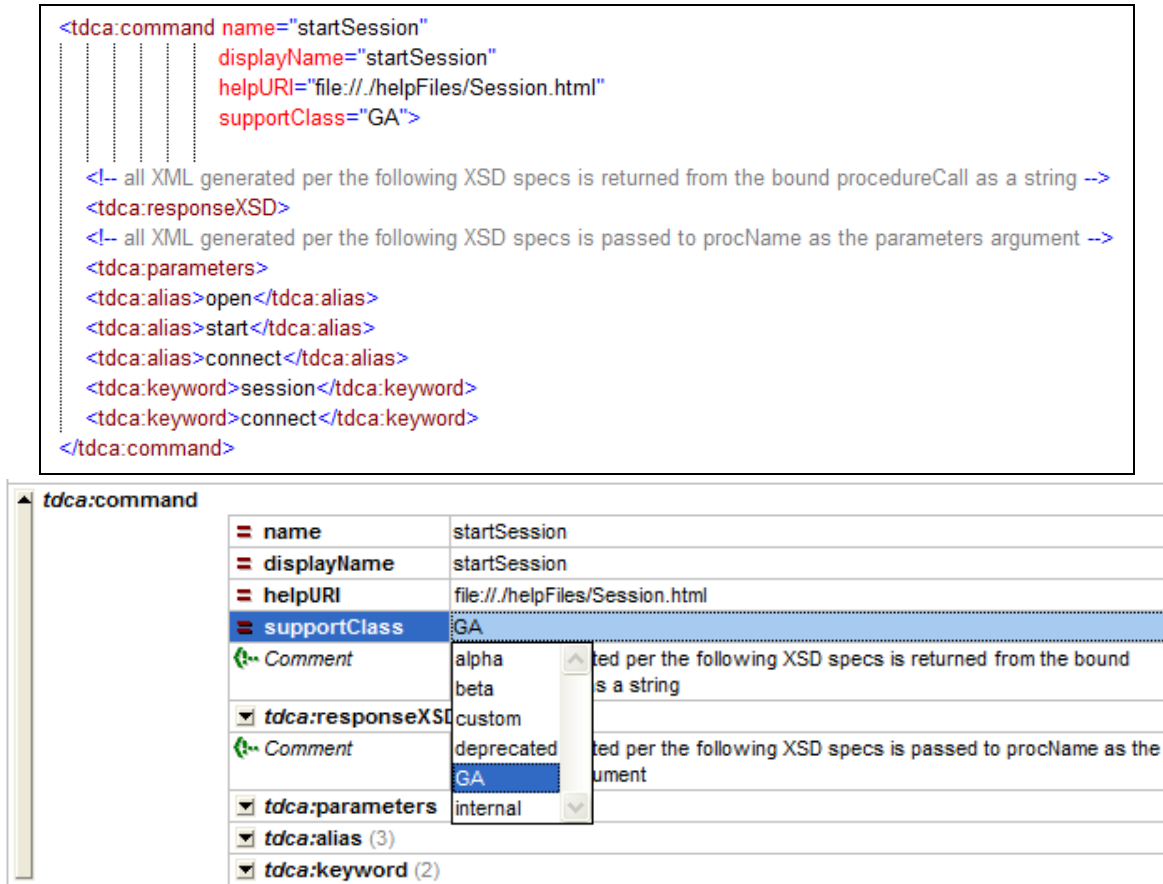 <tdca:command name="startSession"
displayName="startSession"
helpURI="file://./helpFiles/Session.html"
supportClass="GA">
<!-- all XML generated per the following XSD specs is returned from the bound procedureCall as a string -->
<tdca:responseXSD>
<!-- all XML generated per the following XSD specs is passed to procName as the parameters argument -->
<tdca:parameters>
<tdca:alias>open</tdca:alias>
<tdca:alias>start</tdca:alias>
<tdca:alias>connect</tdca:alias>
<tdca:keyword>session</tdca:keyword>
<tdca:keyword>connect</tdca:keyword>
</tdca:command>
tdca:command
= name startSession
= displayName startSession
= helpURI file://./helpFiles/Session.html
= supportClass GA
Comment alpha ted per the following XSD specs is returned from the bound
beta s a string
tdca:responseXSD custom
Comment deprecated ted per the following XSD specs is passed to procName as the
GA ument
tdca:parameters internal
tdca:alias (3)
tdca:keyword (2)